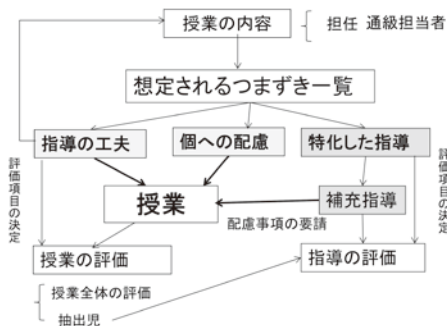 授業の内容
担任 通級担当者
想定されるつまずき一覧
指導の工夫
個への配慮
特化した指導
評価項目の決定
授業
補充指導
評価項目の決定
配慮事項の要請
授業の評価
指導の評価
授業全体の評価
抽出児